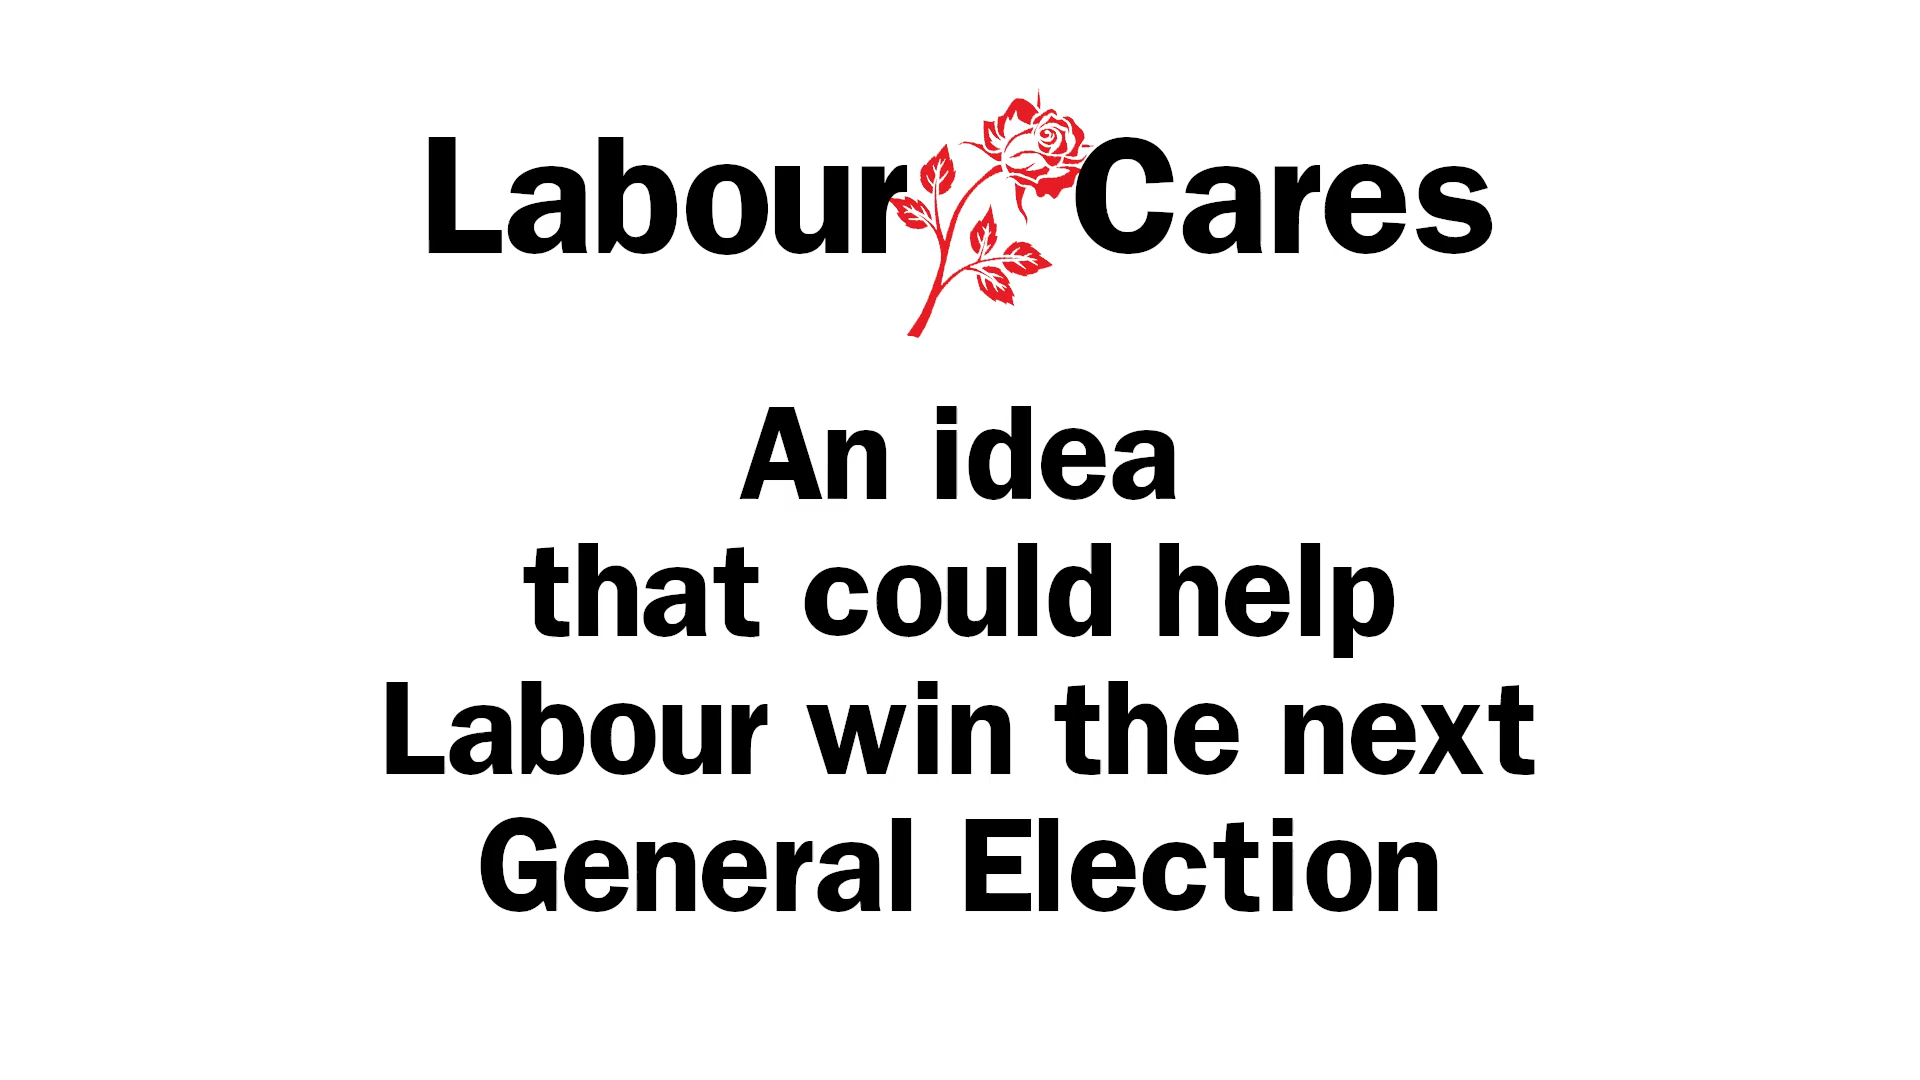 Labour Cares
An idea
that could help
Labour win the next
General Election